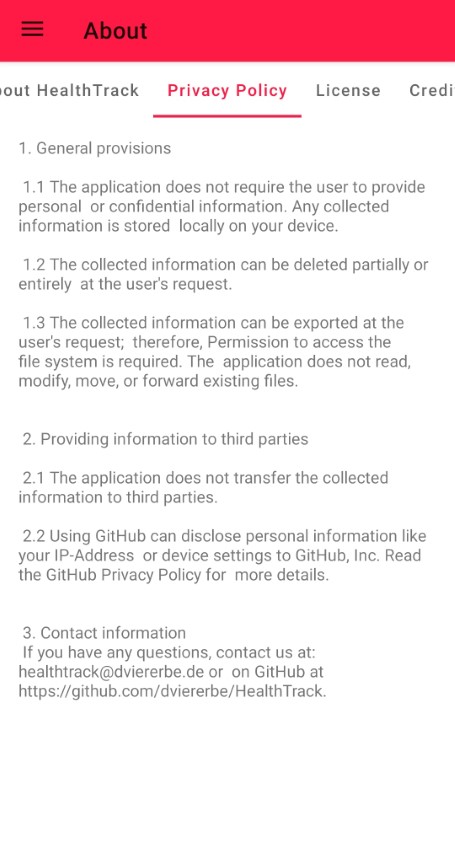 About
out HealthTrack Privacy Policy License Credi
1. General provisions
1.1 The application does not require the user to provide
personal or confidential information. Any collected
information is stored locally on your device.
1.2 The collected information can be deleted partially or
entirely at the user's request.
1.3 The collected information can be exported at the
user's request; therefore, Permission to access the
file system is required. The application does not read,
modify, move, or forward existing files.
2. Providing information to third parties
2.1 The application does not transfer the collected
information to third parties.
2.2 Using GitHub can disclose personal information like
your IP-Address or device settings to GitHub, Inc. Read
the GitHub Privacy Policy for more details.
3. Contact information
If you have any questions, contact us at:
healthtrack@dviererbe.de or on GitHub at
https://github.com/dviererbe/HealthTrack.